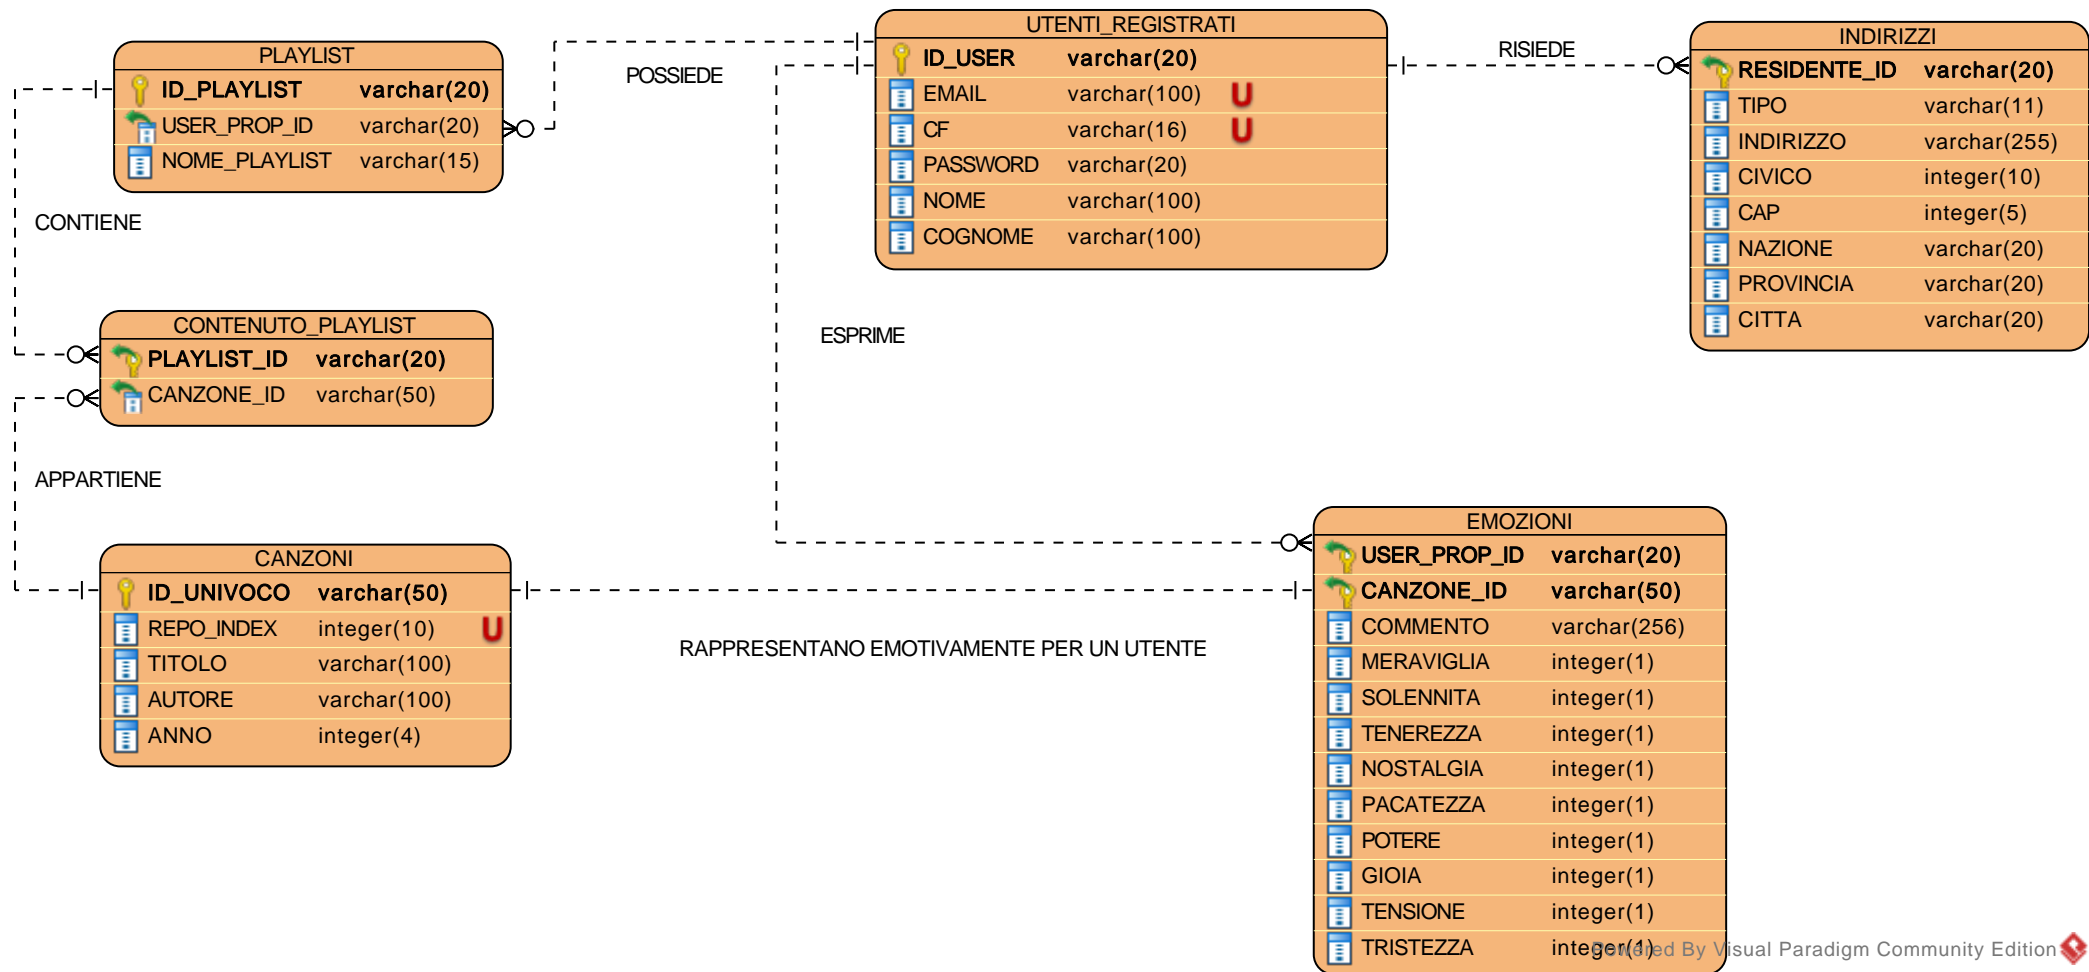 PLAYLIST
ID_PLAYLIST varchar(20)
USER_PROP_ID varchar(20)
NOME_PLAYLIST varchar(15)
POSSIEDE
UTENTI_REGISTRATI
ID_USER varchar(20)
EMAIL varchar(100) U
CF varchar(16) U
PASSWORD varchar(20)
NOME varchar(100)
COGNOME varchar(100)
RISIEDE
INDIRIZZI
RESIDENTE_ID varchar(20)
TIPO varchar(11)
INDIRIZZO varchar(255)
CIVICO integer(10)
CAP integer(5)
NAZIONE varchar(20)
PROVINCIA varchar(20)
CITTA varchar(20)
CONTIENE
CONTENUTO_PLAYLIST
PLAYLIST_ID varchar(20)
CANZONE_ID varchar(50)
ESPRIME
APPARTIENE
CANZONI
ID_UNIVOCO varchar(50)
REPO_INDEX integer(10) U
TITOLO varchar(100)
AUTORE varchar(100)
ANNO integer(4)
RAPPRESENTANO EMOTIVAMENTE PER UN UTENTE
EMOZIONI
USER_PROP_ID varchar(20)
CANZONE_ID varchar(50)
COMMENTO varchar(256)
MERAVIGLIA integer(1)
SOLENNITA integer(1)
TENEREZZA integer(1)
NOSTALGIA integer(1)
PACATEZZA integer(1)
POTERE integer(1)
GIOIA integer(1)
TENSIONE integer(1)
TRISTEZZA integer(1)
Powered By Visual Paradigm Community Edition